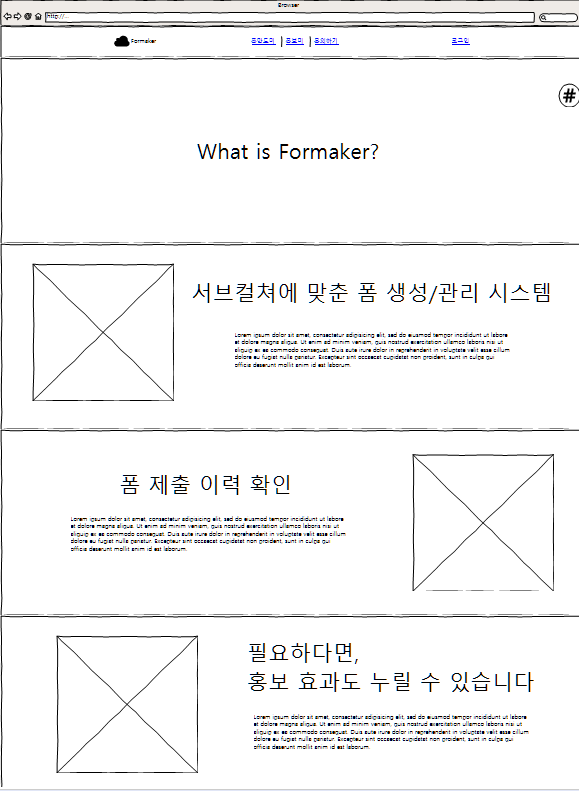 Browser
http://...
Formaker
폼보기
문의하기
로그인
#
What is Formaker?
서브컬쳐에 맞춘 폼 생성/관리 시스템
Lorem ipsum dolor sit amet, consectetur adipisicing elit, sed do eiusmod tempor incididunt ut labore
et dolore magna aliqua. Ut enim ad minim veniam, quis nostrud exercitation ullamco laboris nisi ut
aliquip ex ea commodo consequat. Duis aute irure dolor in reprehenderit in voluptate velit esse cillum
dolore eu fugiat nulla pariatur. Excepteur sint occaecat cupidatat non proident, sunt in culpa qui
officia deserunt mollit anim id est laborum.
폼 제출 이력 확인
Lorem ipsum dolor sit amet, consectetur adipisicing elit, sed do eiusmod tempor incididunt ut labore
et dolore magna aliqua. Ut enim ad minim veniam, quis nostrud exercitation ullamco laboris nisi ut
aliquip ex ea commodo consequat. Duis aute irure dolor in reprehenderit in voluptate velit esse cillum
dolore eu fugiat nulla pariatur. Excepteur sint occaecat cupidatat non proident, sunt in culpa qui
officia deserunt mollit anim id est laborum.
필요하다면,
홍보 효과도 누릴 수 있습니다
Lorem ipsum dolor sit amet, consectetur adipisicing elit, sed do eiusmod tempor incididunt ut labore
et dolore magna aliqua. Ut enim ad minim veniam, quis nostrud exercitation ullamco laboris nisi ut
aliquip ex ea commodo consequat. Duis aute irure dolor in reprehenderit in voluptate velit esse cillum
dolore eu fugiat nulla pariatur. Excepteur sint occaecat cupidatat non proident, sunt in culpa qui
officia deserunt mollit anim id est laborum.